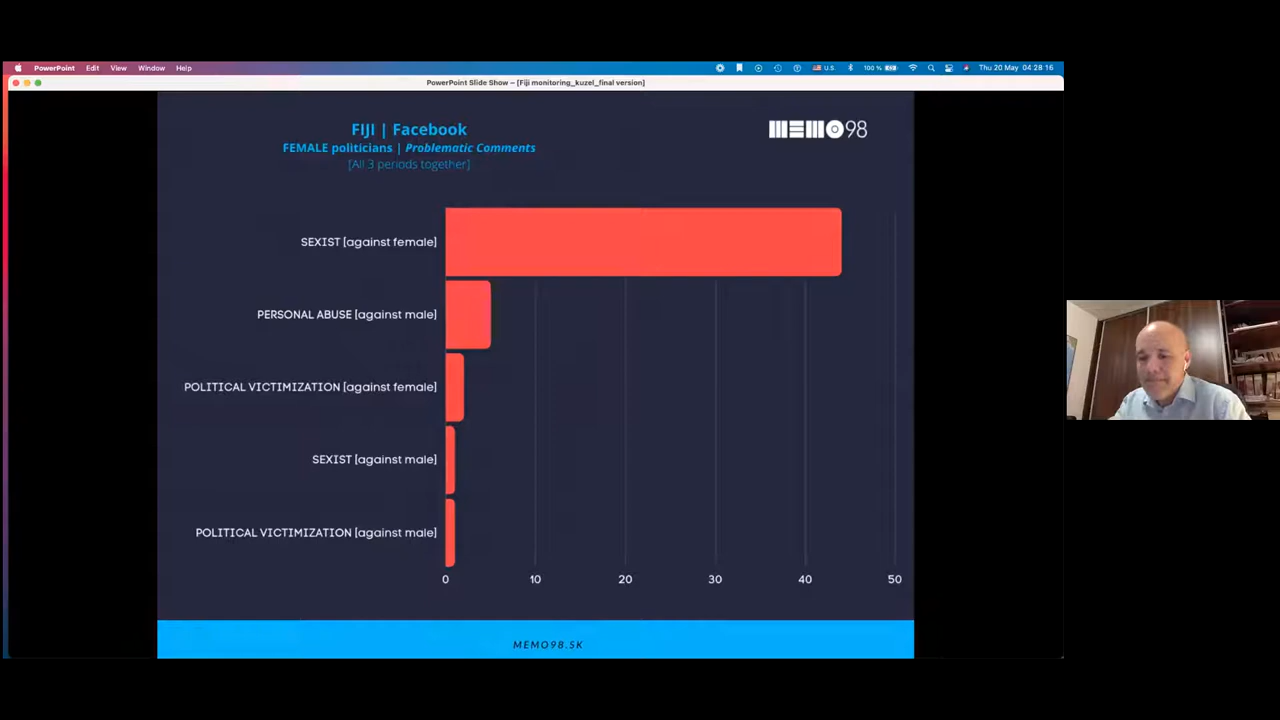 PowerPoint Edit View Window Help
U.S. 100 % Thu 20 May 04:28:16
PowerPoint Slide Show – [Fiji monitoring_kuzel_final version]
FIJI | Facebook
FEMALE politicians | Problematic Comments
[All 3 periods together]
MEMO98
SEXIST [against female]
PERSONAL ABUSE [against male]
POLITICAL VICTIMIZATION [against female]
SEXIST [against male]
POLITICAL VICTIMIZATION [against male]
0 10 20 30 40 50
MEMO98.SK